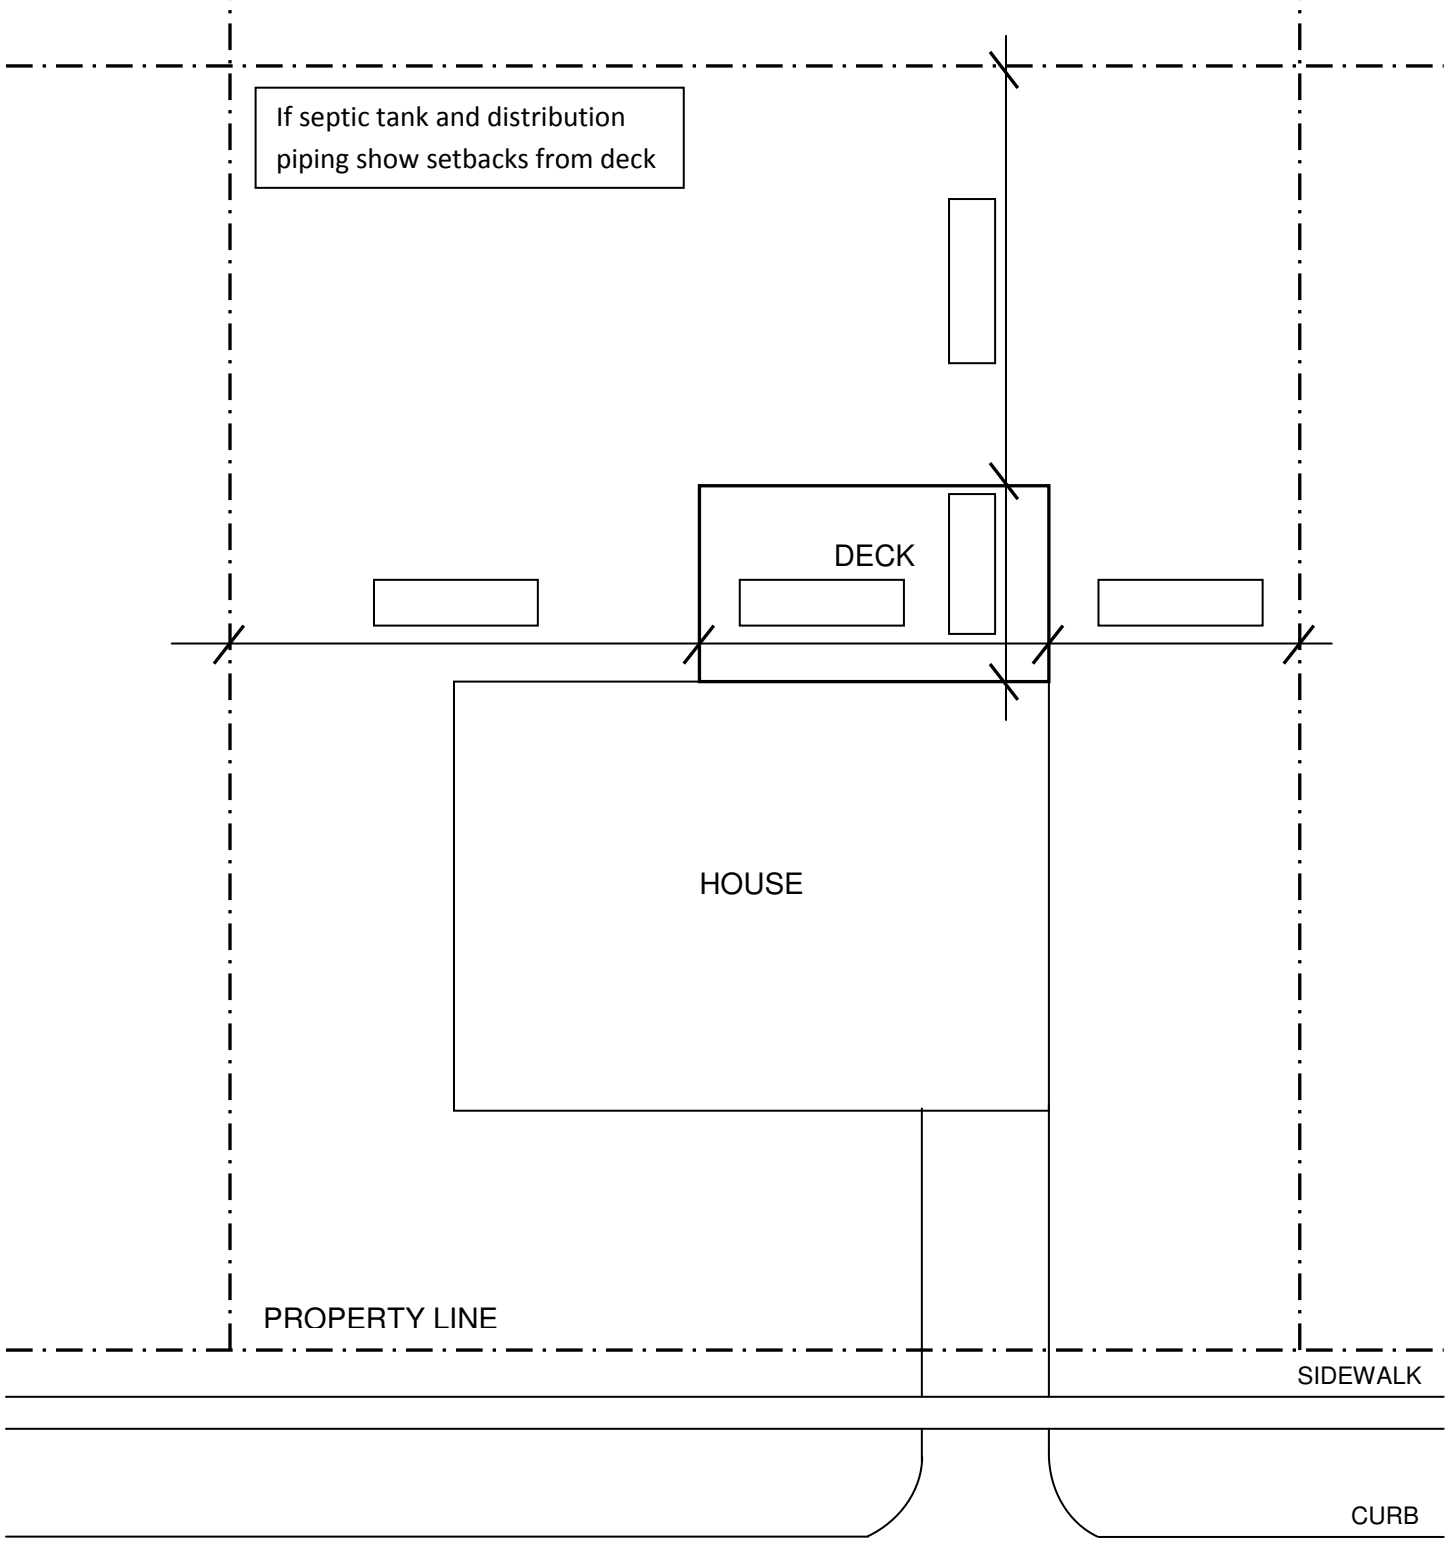 If septic tank and distribution
piping show setbacks from deck
DECK
HOUSE
PROPERTY LINE
SIDEWALK
CURB